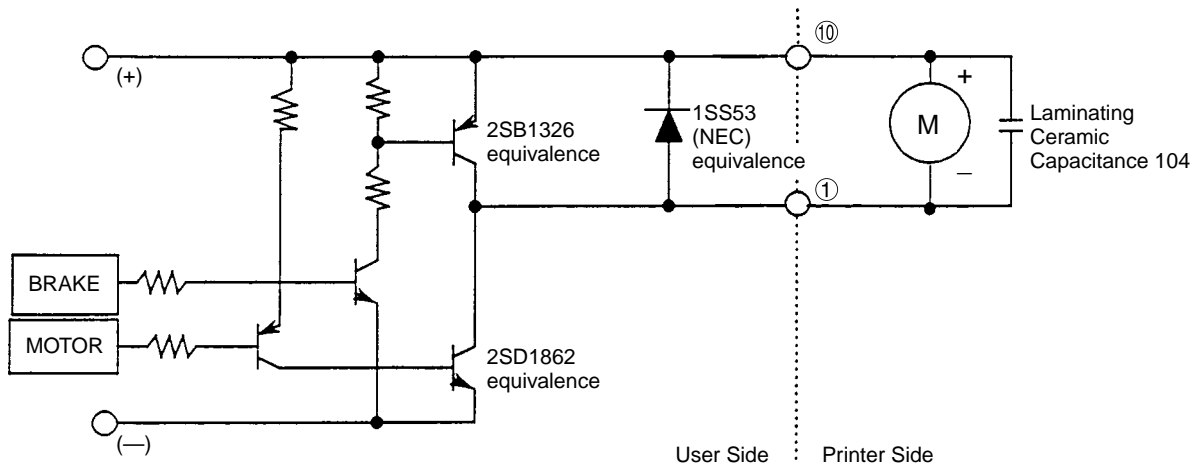 ⑩
(+)
+
1SS53
(NEC)
equivalence
2SB1326
equivalence
M
Laminating
Ceramic
Capacitance 104
–
①
BRAKE
MOTOR
2SD1862
equivalence
(—)
User Side
Printer Side